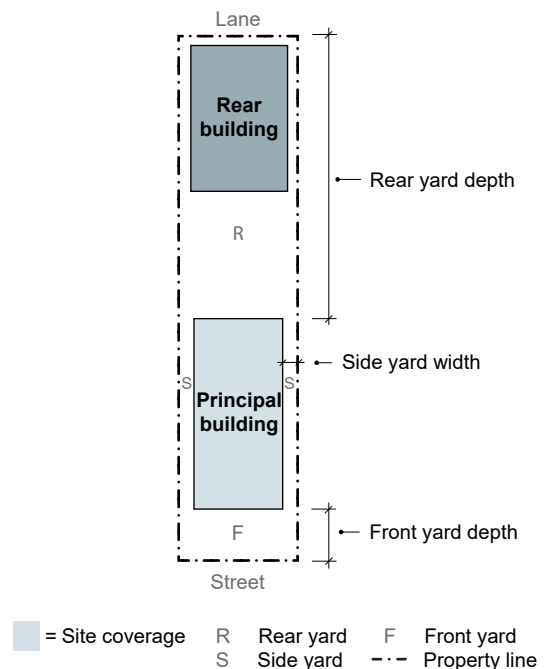 Lane
Rear
building
Rear yard depth
R
Side yard width
S
S
Principal
building
F
Front yard depth
Street
= Site coverage
R Rear yard
F Front yard
S Side yard
Property line